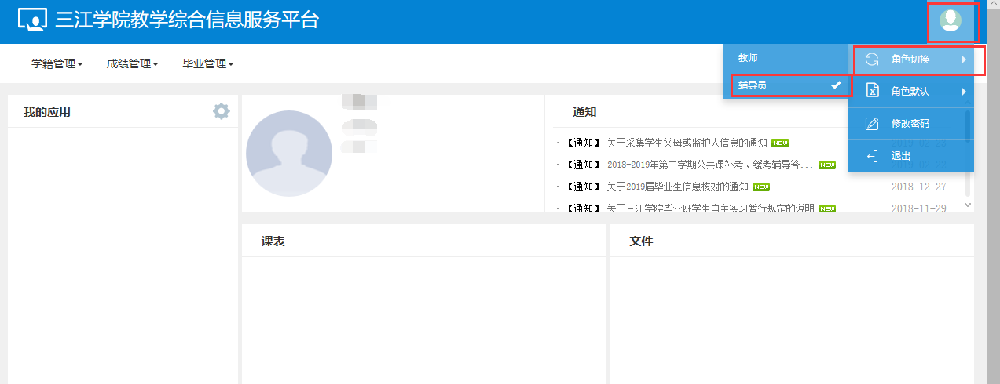 三江学院教学综合信息服务平台
学籍管理
成绩管理
毕业管理
教师
辅导员
角色切换
角色默认
修改密码
退出
我的应用
通知
· 【通知】 关于采集学生父母或监护人信息的通知 NEW
· 【通知】 2018-2019年第二学期公共课补考、缓考辅导答... NEW
· 【通知】 关于2019届毕业生信息核对的通知 NEW 2018-12-27
· 【通知】 关于三江学院毕业班学生自主实习暂行规定的说明 NEW 2018-11-29
课表
文件